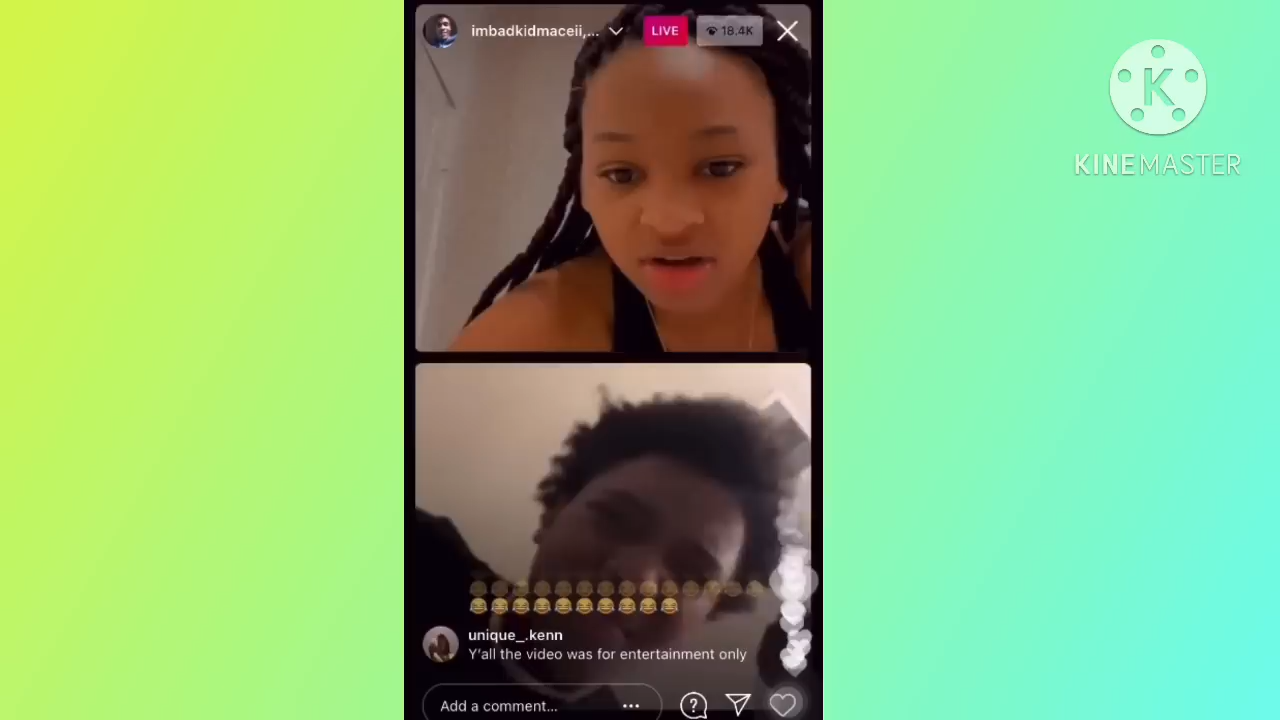 imbadkidmaceii,...
LIVE
18.4K
K
KINEMASTER
😂😂😂😂😂😂😂😂😂😂
unique_.kenn
Y'all the video was for entertainment only
Add a comment...